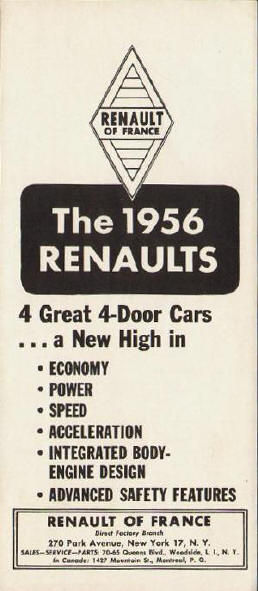 RENAULT
OF FRANCE
The 1956
RENAULTS
4 Great 4-Door Cars
... a New High in
• ECONOMY
• POWER
• SPEED
• ACCELERATION
• INTEGRATED BODY-
ENGINE DESIGN
• ADVANCED SAFETY FEATURES
RENAULT OF FRANCE
Direct Factory Branch
270 Park Avenue, New York 17, N. Y.
SALES—SERVICE—PARTS: 70-65 Queens Blvd., Woodside, L. I., N. Y.
In Canada: 1427 Mountain St., Montreal, P. Q.